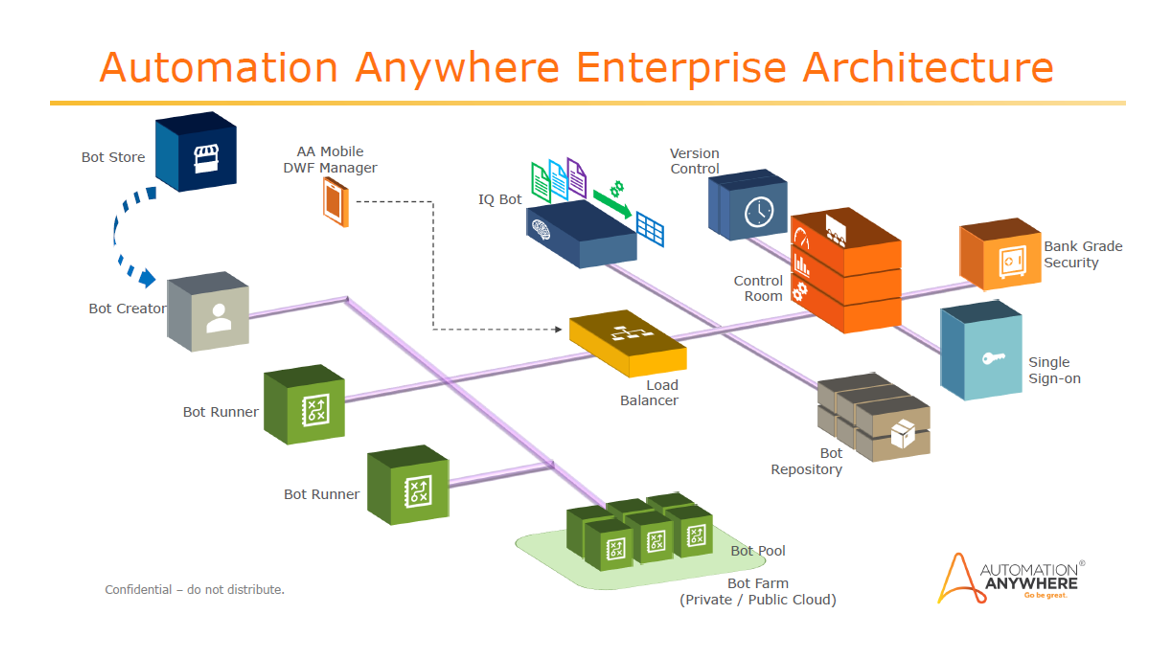 Automation Anywhere Enterprise Architecture
Bot Store
AA Mobile
DWF Manager
IQ Bot
Version
Control
Bank Grade
Security
Control
Room
Bot Creator
Single
Sign-on
Load
Balancer
Bot Runner
Bot
Repository
Bot Runner
Bot Pool
Bot Farm
(Private / Public Cloud)
Confidential – do not distribute.
AUTOMATION®
ANYWHERE
Go be great.